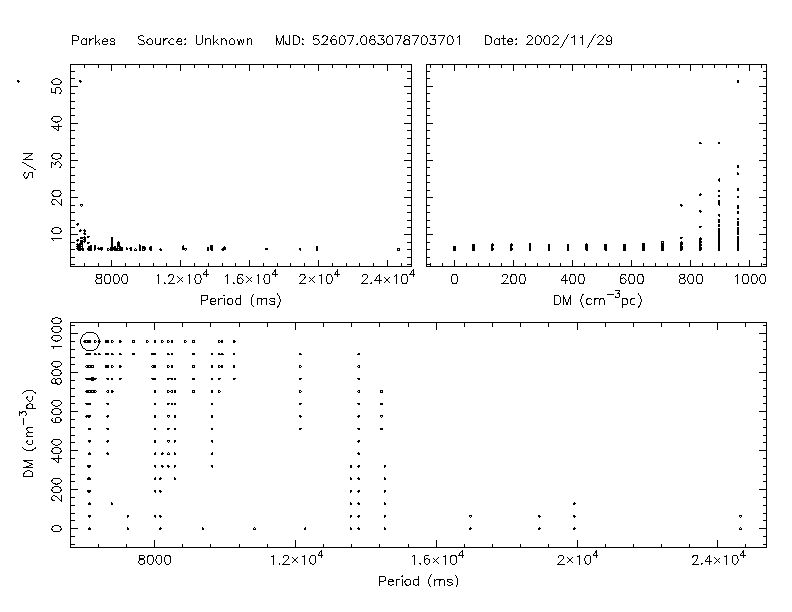 Parkes Source: Unknown MJD: 52607.063078703701 Date: 2002/11/29
S/N
50
40
30
20
10
8000 1.2×10⁴ 1.6×10⁴ 2×10⁴ 2.4×10⁴
Period (ms)
0 200 400 600 800 1000
DM (cm⁻³pc)
DM (cm⁻³pc)
1000
800
600
400
200
0
8000 1.2×10⁴ 1.6×10⁴ 2×10⁴ 2.4×10⁴
Period (ms)